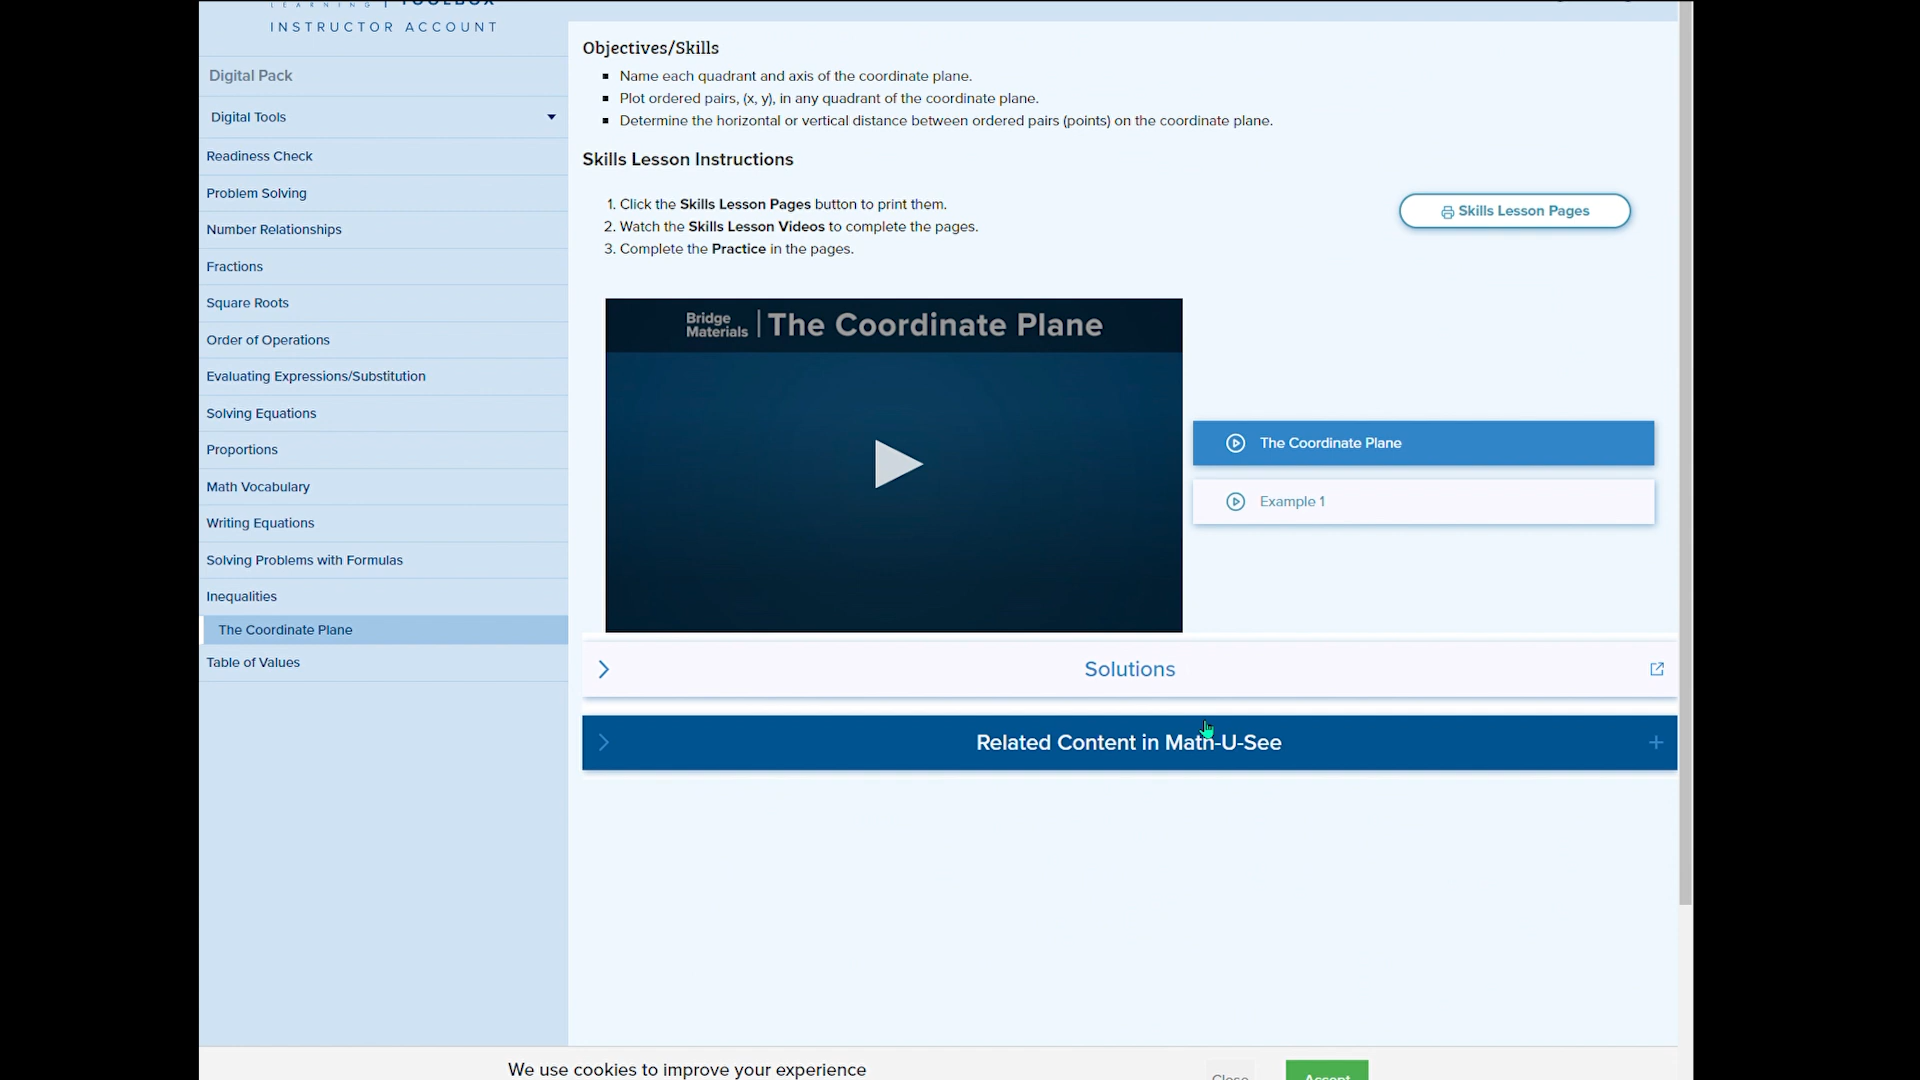 LEARNING | TOOLBOX
INSTRUCTOR ACCOUNT
Digital Pack
Digital Tools
Readiness Check
Problem Solving
Number Relationships
Fractions
Square Roots
Order of Operations
Evaluating Expressions/Substitution
Solving Equations
Proportions
Math Vocabulary
Writing Equations
Solving Problems with Formulas
Inequalities
The Coordinate Plane
Table of Values
Objectives/Skills
▪ Name each quadrant and axis of the coordinate plane.
▪ Plot ordered pairs, (x, y), in any quadrant of the coordinate plane.
▪ Determine the horizontal or vertical distance between ordered pairs (points) on the coordinate plane.
Skills Lesson Instructions
1. Click the Skills Lesson Pages button to print them.
2. Watch the Skills Lesson Videos to complete the pages.
3. Complete the Practice in the pages.
Skills Lesson Pages
Bridge
Materials | The Coordinate Plane
The Coordinate Plane
Example 1
Solutions
Related Content in Math-U-See
We use cookies to improve your experience
Close
Accept